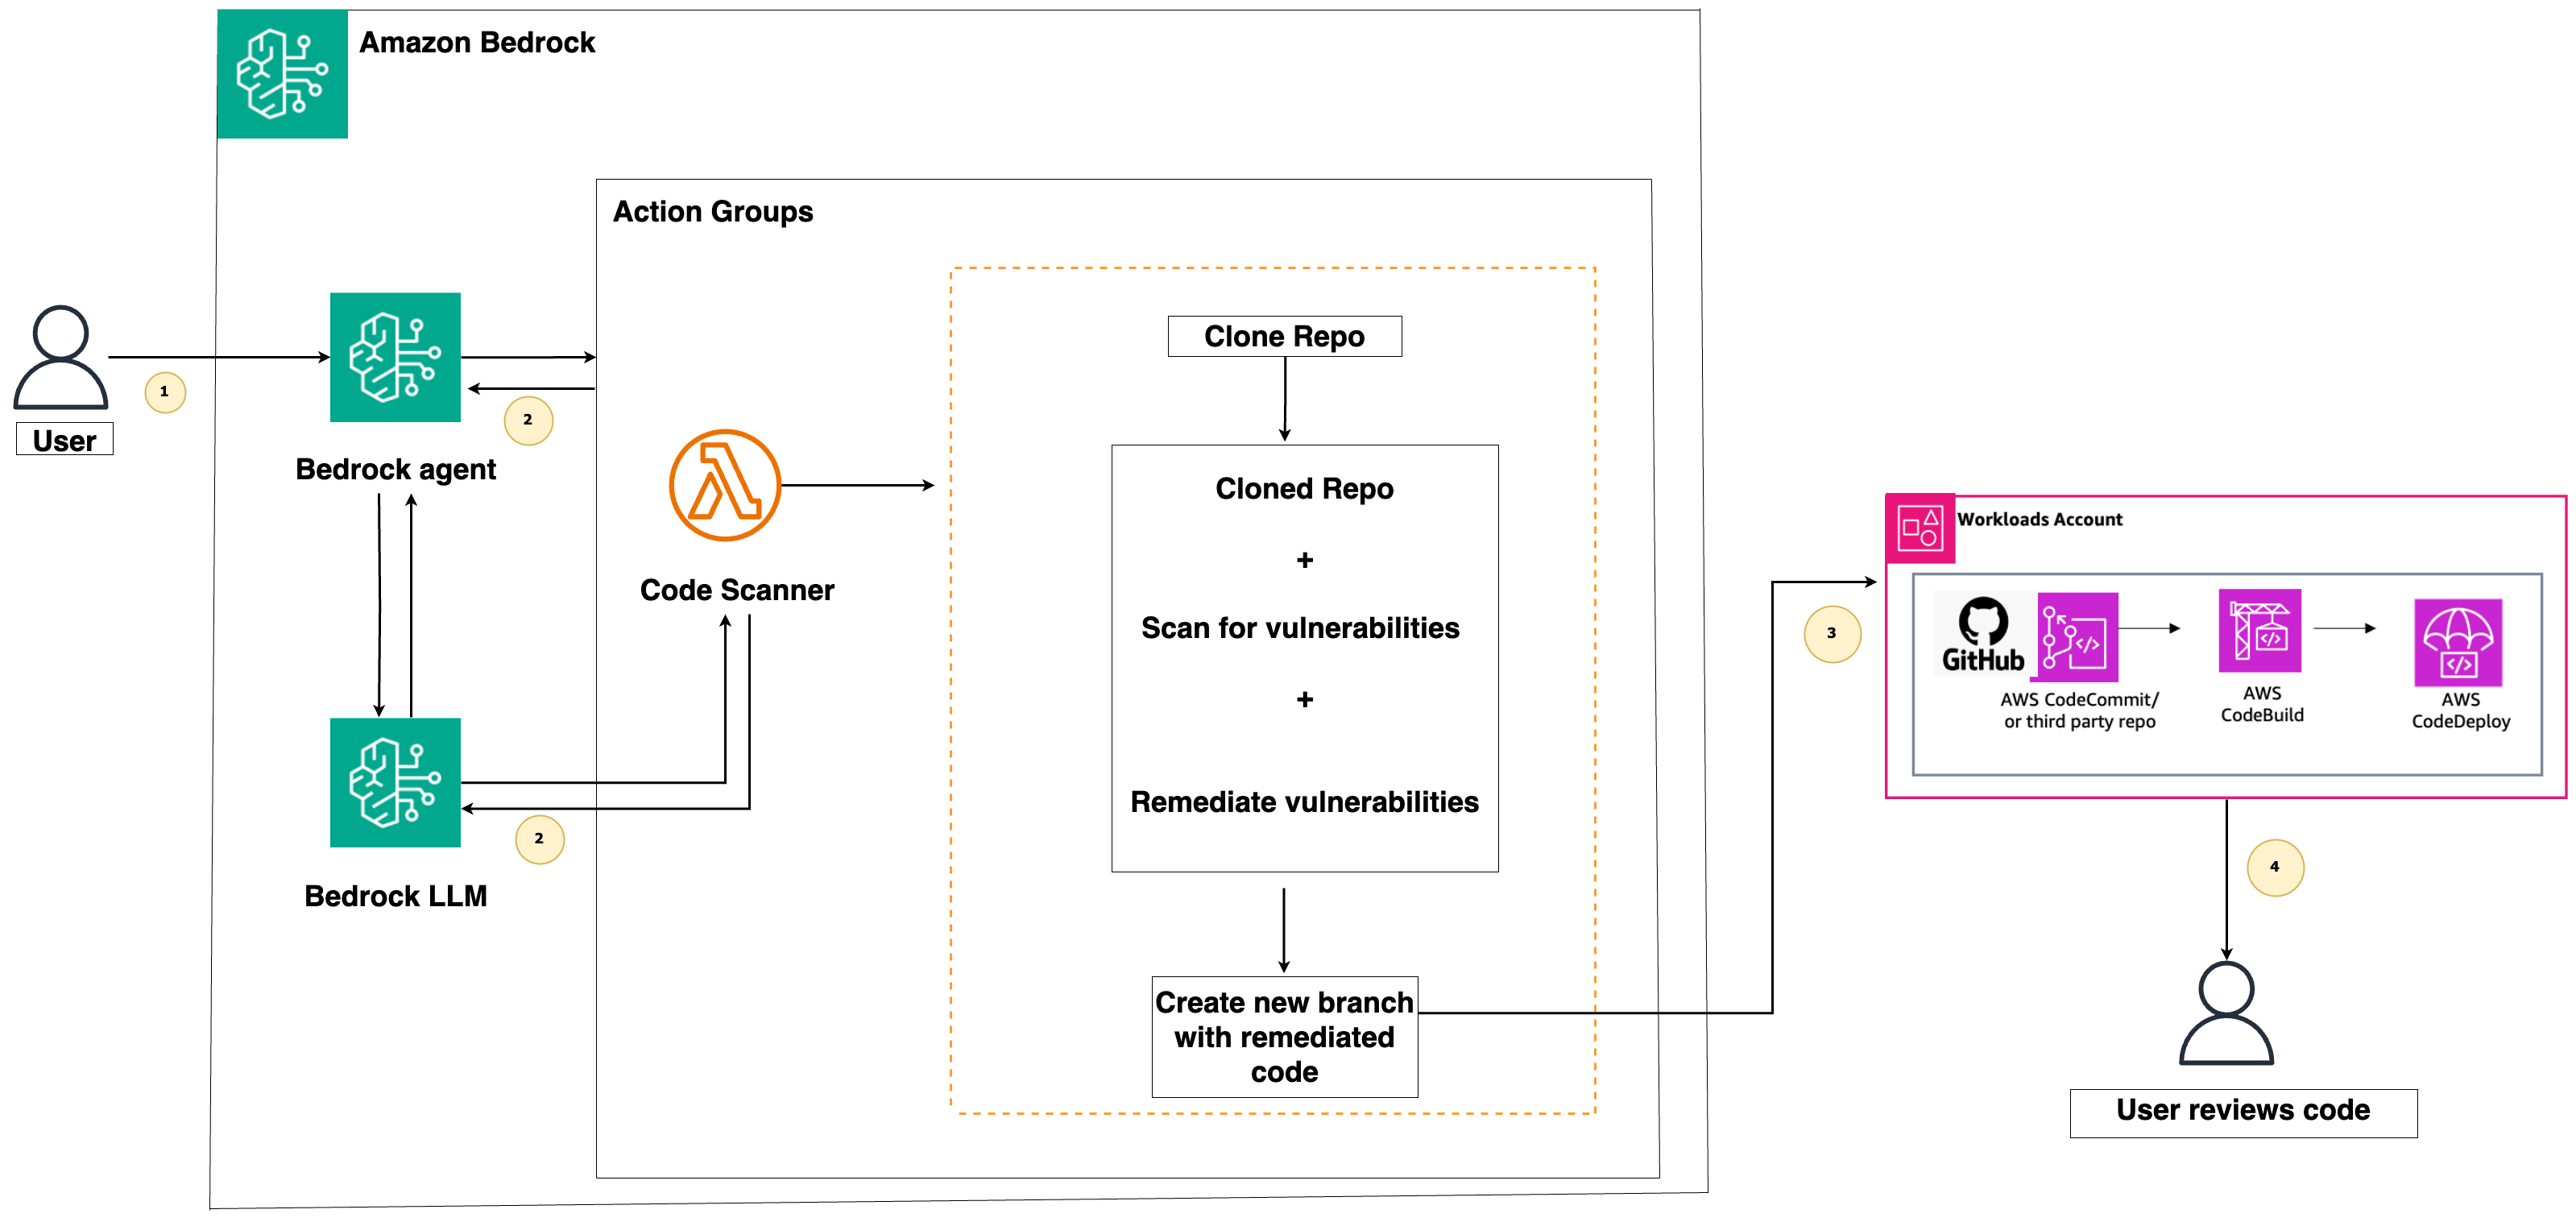 Amazon Bedrock
Action Groups
Clone Repo
1
User
2
Bedrock agent
Cloned Repo
+
Scan for vulnerabilities
+
Remediate vulnerabilities
Code Scanner
2
Bedrock LLM
Create new branch
with remediated
code
3
Workloads Account
GitHub
AWS CodeCommit/
or third party repo
AWS
CodeBuild
AWS
CodeDeploy
4
User reviews code